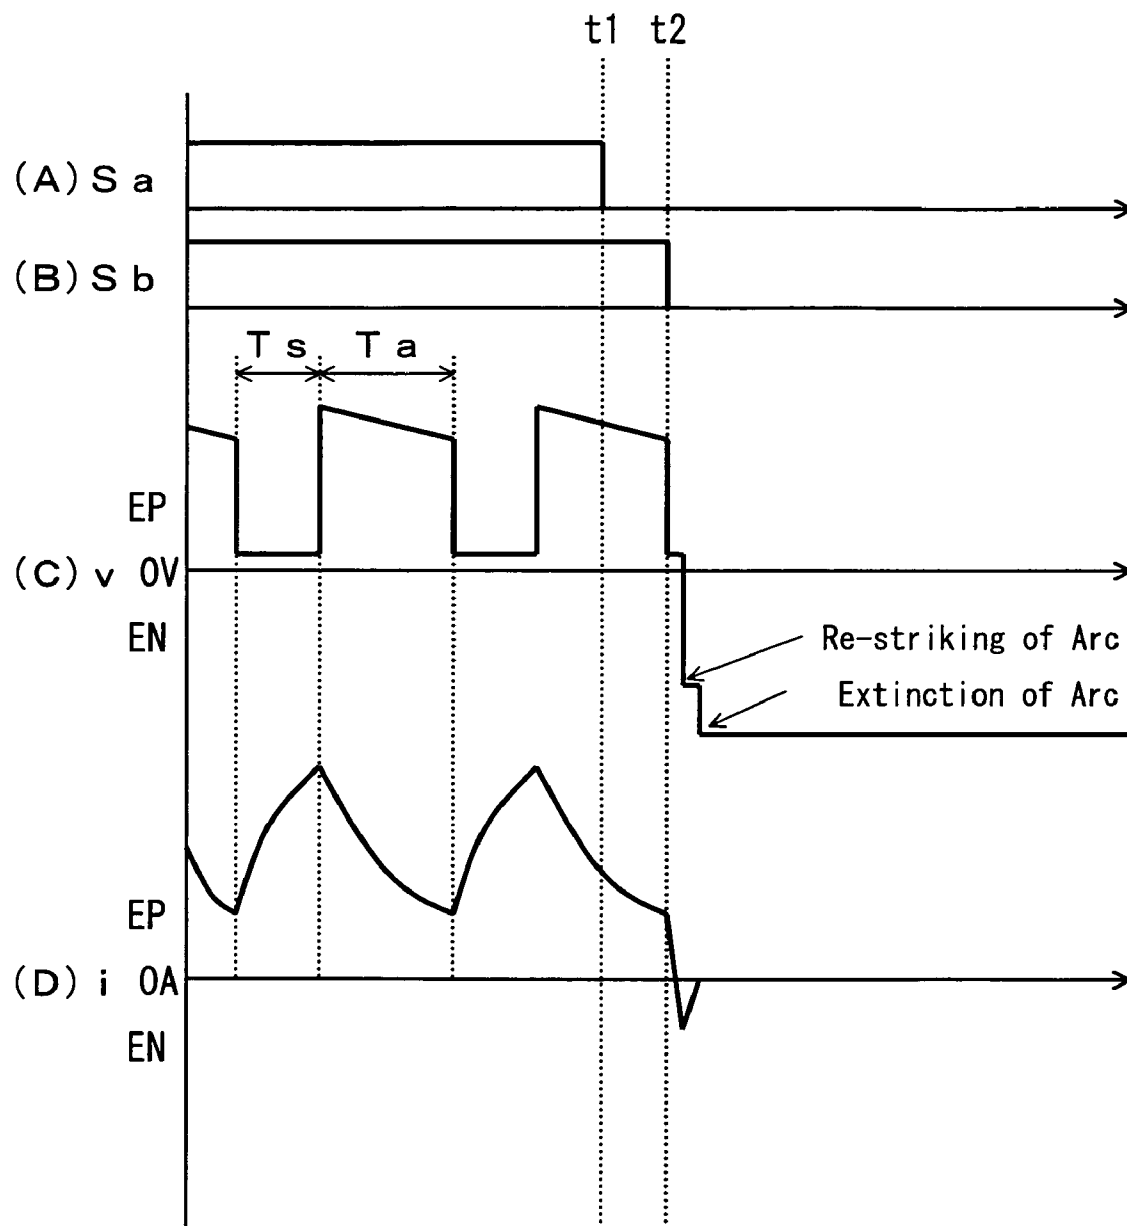 t1 t2
(A) S a
(B) S b
T s T a
EP
(C) v 0V
EN
Re-striking of Arc
Extinction of Arc
EP
(D) i 0A
EN